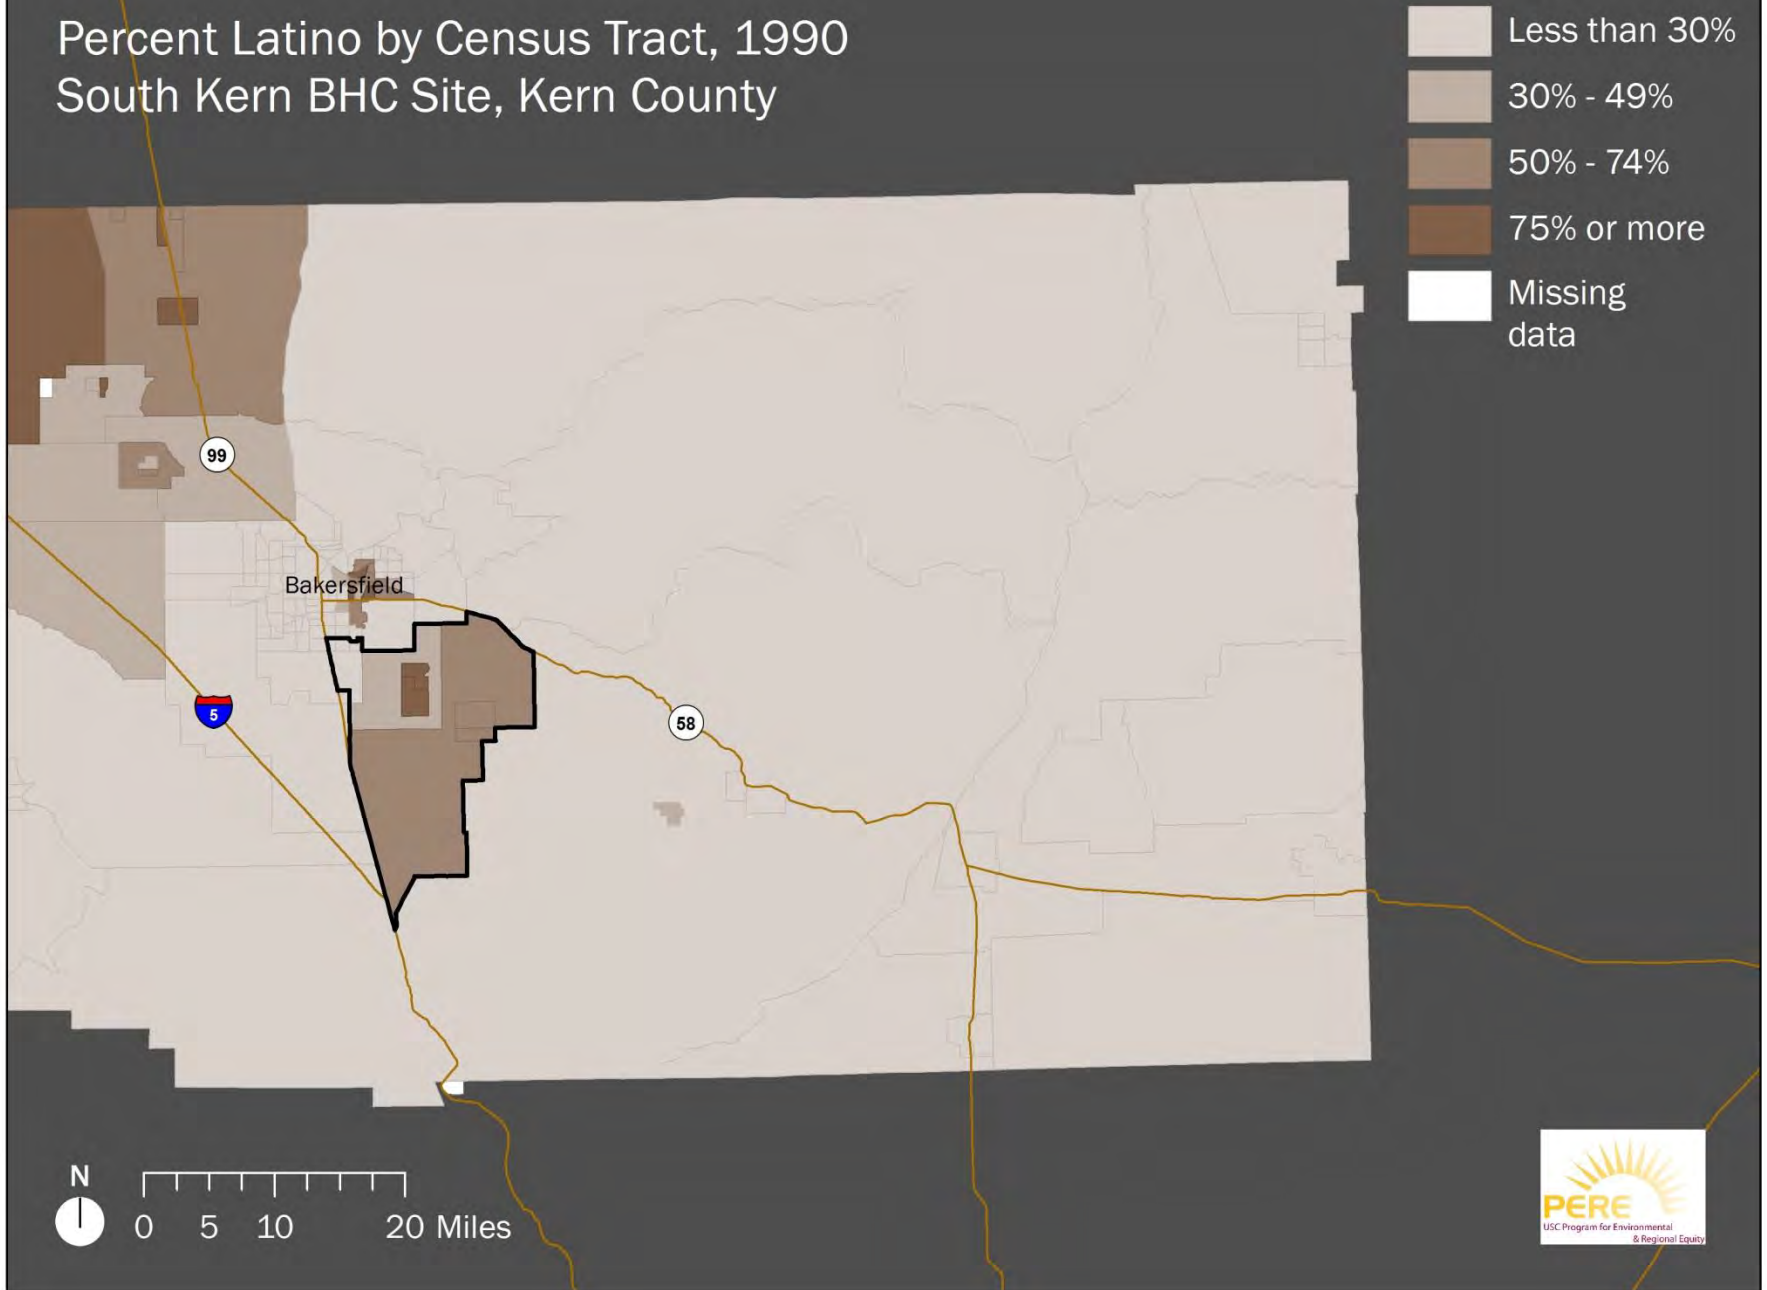 Percent Latino by Census Tract, 1990
South Kern BHC Site, Kern County
Less than 30%
30% - 49%
50% - 74%
75% or more
Missing
data
99
Bakersfield
5
58
N
0 5 10 20 Miles
PERE
USC Program for Environmental
& Regional Equity